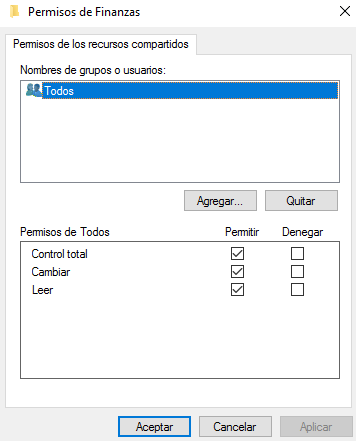 Permisos de Finanzas
Permisos de los recursos compartidos
Nombres de grupos o usuarios:
Todos
Agregar...
Quitar
Permisos de Todos Permitir Denegar
Control total
Cambiar
Leer
Aceptar
Cancelar
Aplicar